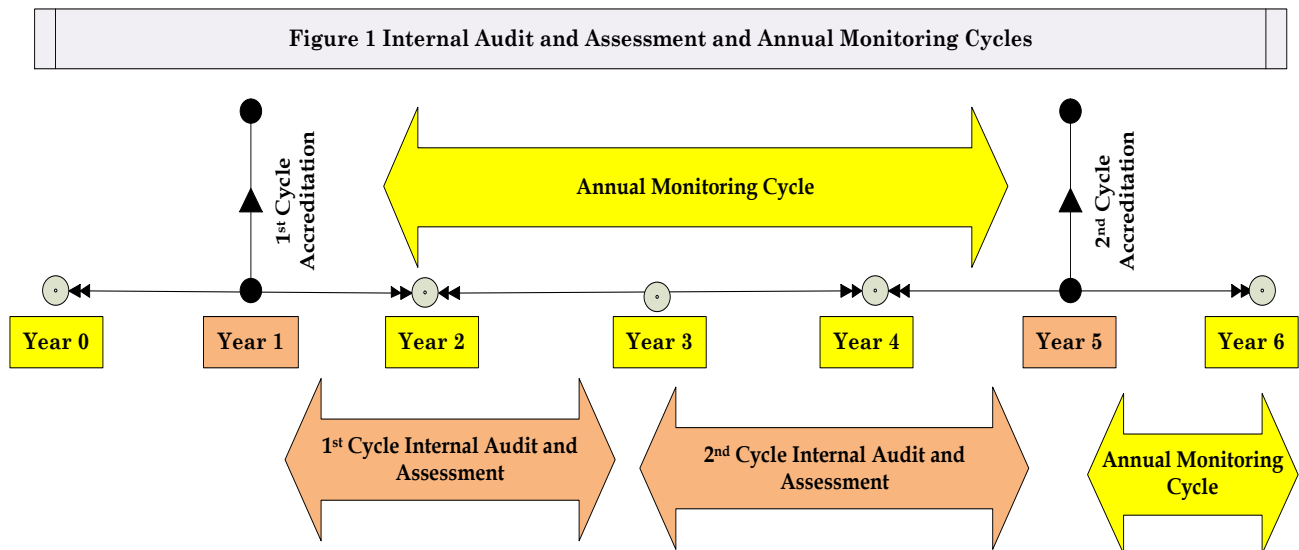 Figure 1 Internal Audit and Assessment and Annual Monitoring Cycles
1st Cycle
Accreditation
Annual Monitoring Cycle
2nd Cycle
Accreditation
Year 0
Year 1
Year 2
Year 3
Year 4
Year 5
Year 6
1st Cycle Internal Audit and
Assessment
2nd Cycle Internal Audit and
Assessment
Annual Monitoring
Cycle